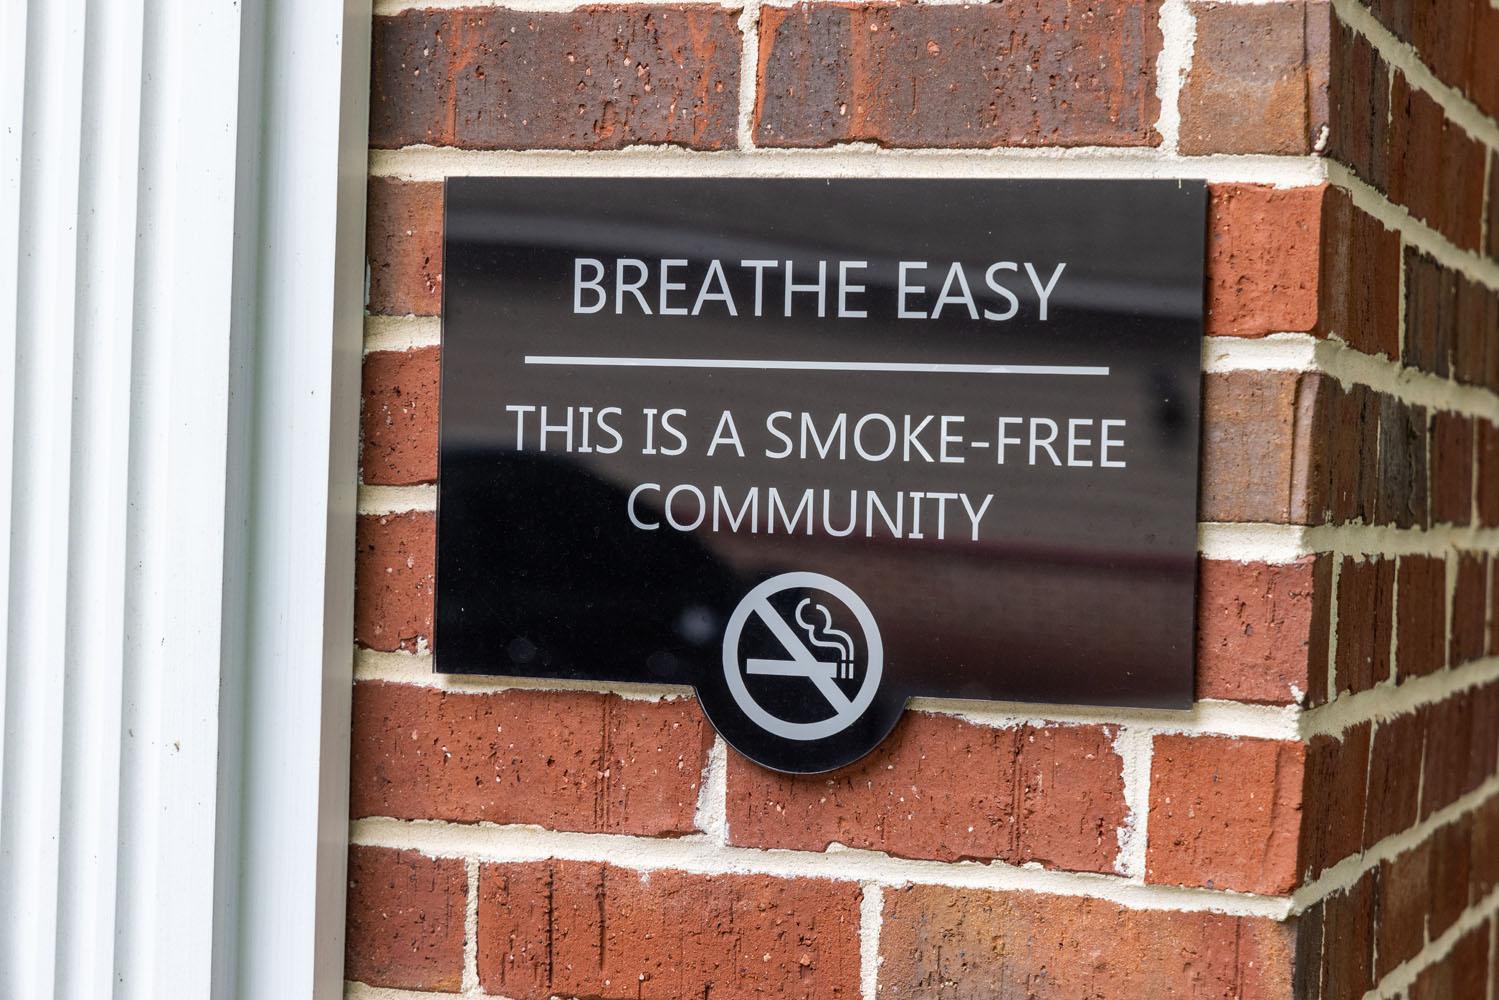 BREATHE EASY
THIS IS A SMOKE-FREE
COMMUNITY